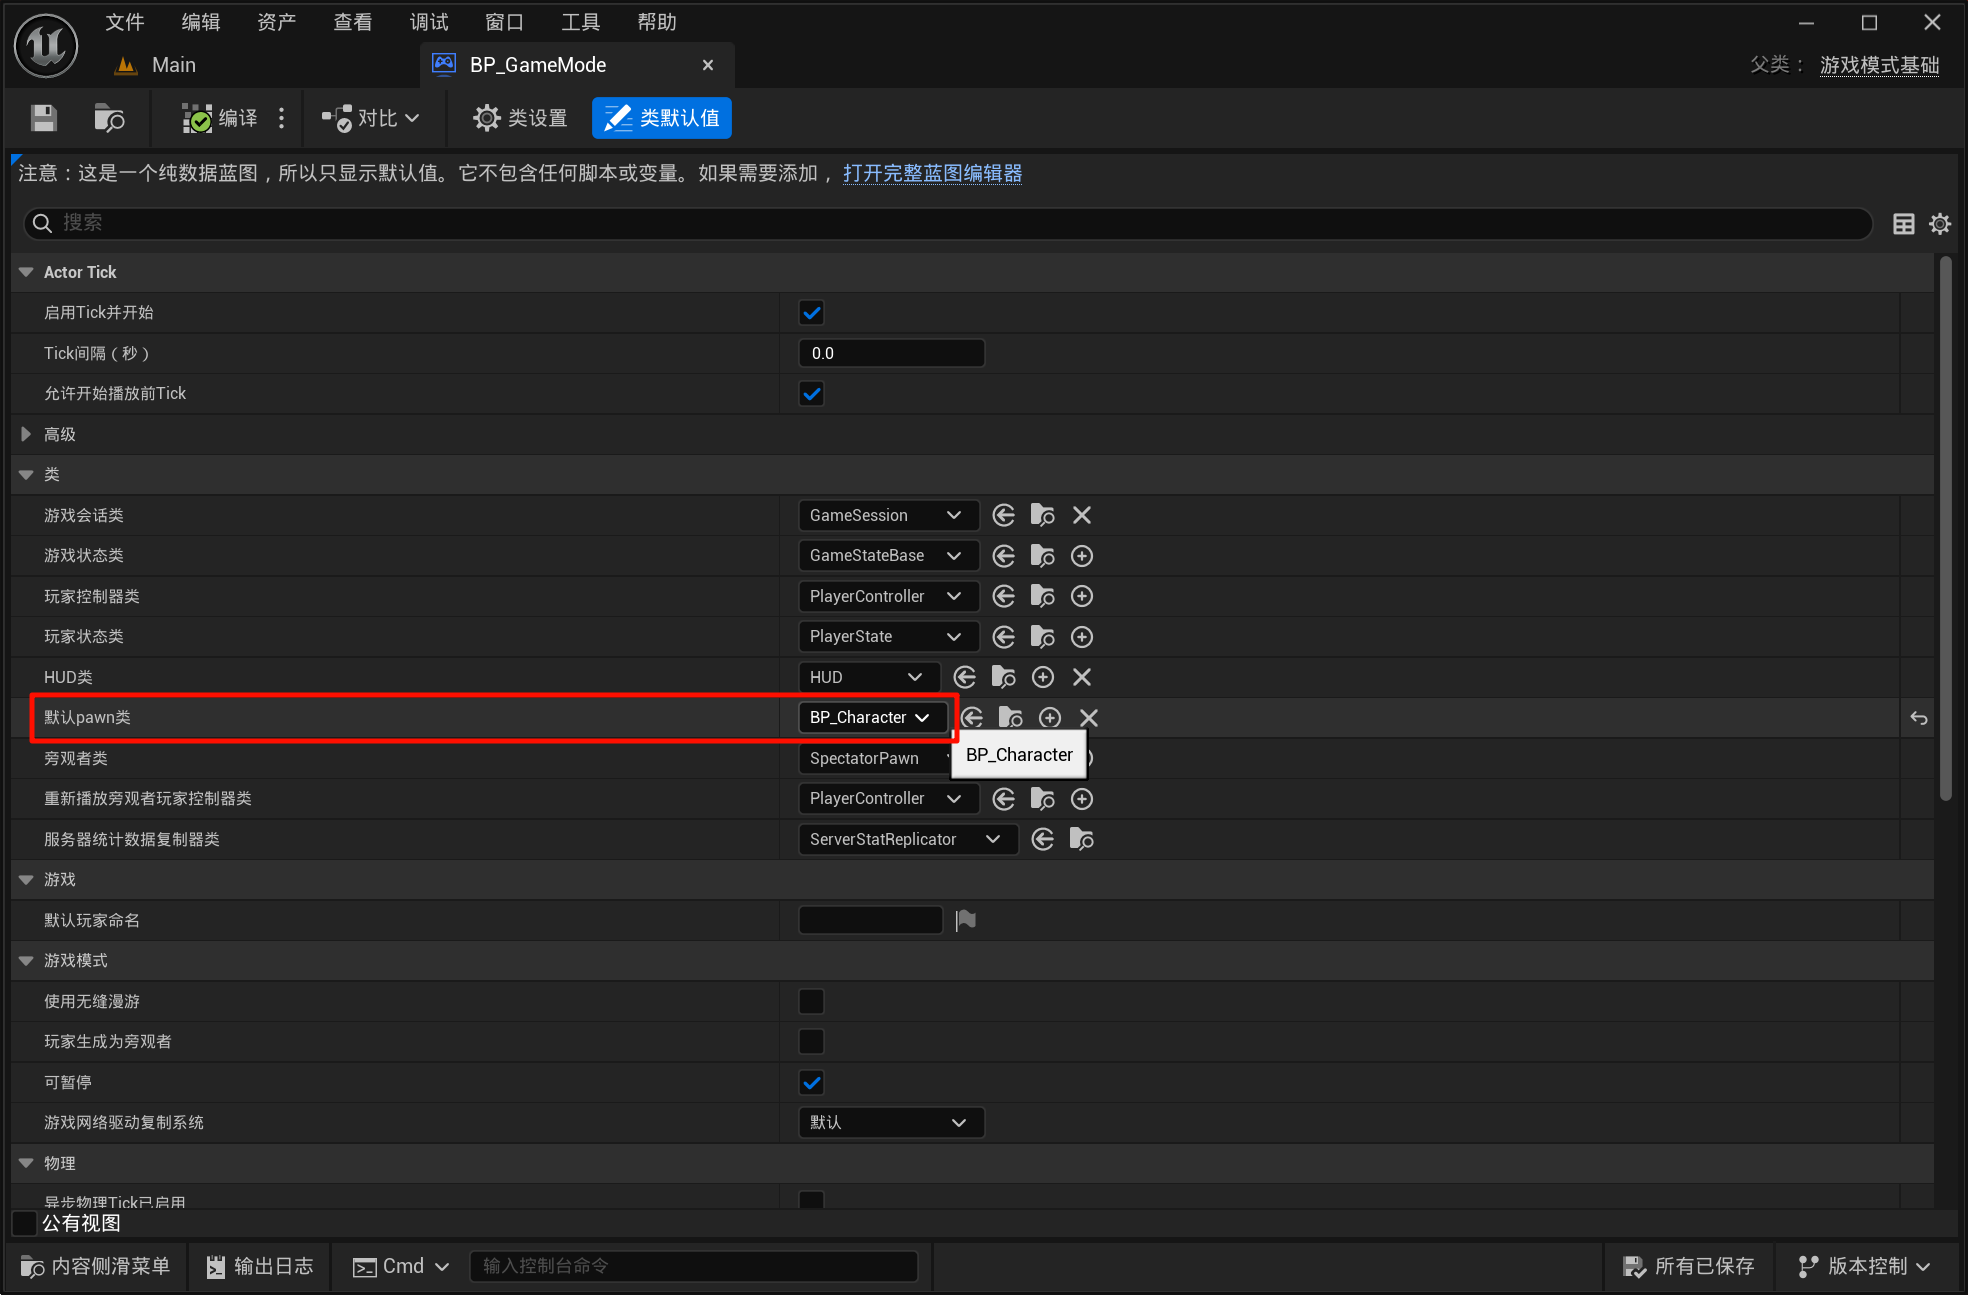 文件 编辑 资产 查看 调试 窗口 工具 帮助
Main BP_GameMode 父类： 游戏模式基础
编译 对比 类设置 类默认值
注意：这是一个纯数据蓝图，所以只显示默认值。它不包含任何脚本或变量。如果需要添加， 打开完整蓝图编辑器
搜索
Actor Tick
启用Tick并开始
Tick间隔（秒） 0.0
允许开始播放前Tick
高级
类
游戏会话类 GameSession
游戏状态类 GameStateBase
玩家控制器类 PlayerController
玩家状态类 PlayerState
HUD类 HUD
默认pawn类 BP_Character
BP_Character
旁观者类 SpectatorPawn
重新播放旁观者玩家控制器类 PlayerController
服务器统计数据复制器类 ServerStatReplicator
游戏
默认玩家命名
游戏模式
使用无缝漫游
玩家生成为旁观者
可暂停
游戏网络驱动复制系统 默认
物理
异步物理Tick已启用
公有视图
内容侧滑菜单 输出日志 Cmd 输入控制台命令 所有已保存 版本控制